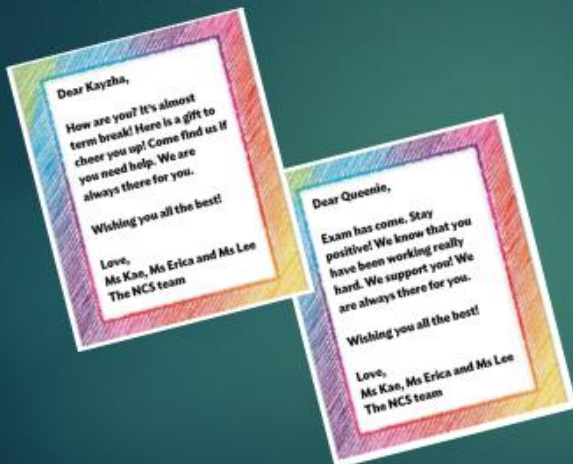 Dear Kayzha,
How are you? It's almost
term break! Here is a gift to
cheer you up! Come find us if
you need help. We are
always there for you.
Wishing you all the best!
Love,
Ms Kae, Ms Erica and Ms Lee
The NCS team
Dear Queenie,
Exam has come. Stay
positive! We know that you
have been working really
hard. We support you! We
are always there for you.
Wishing you all the best!
Love,
Ms Kae, Ms Erica and Ms Lee
The NCS team